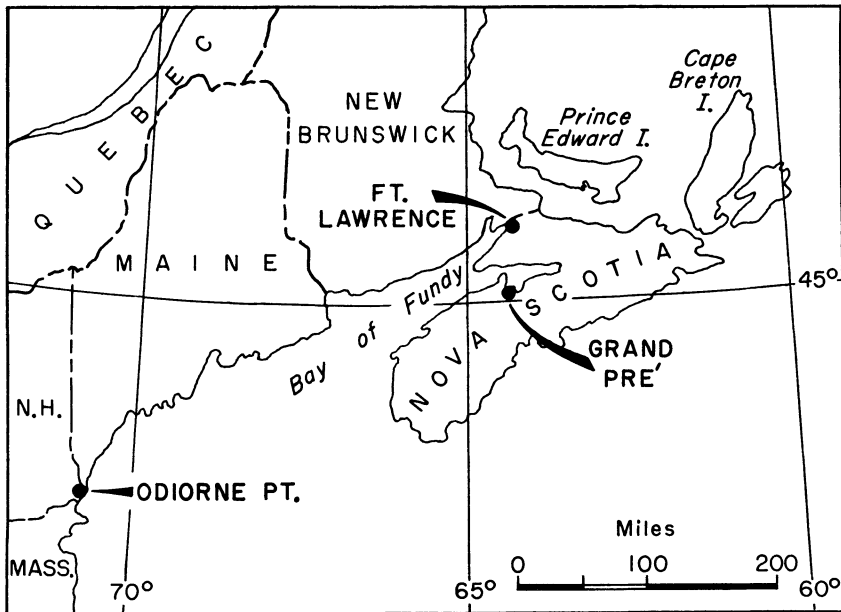 QUEBEC
NEW
BRUNSWICK
Cape
Breton
I.
Prince
Edward I.
FT.
LAWRENCE
MAINE
Bay of Fundy
NOVA SCOTIA
45°
GRAND
PRÉ
N.H.
ODIORNE PT.
MASS.
Miles
0 100 200
70° 65° 60°